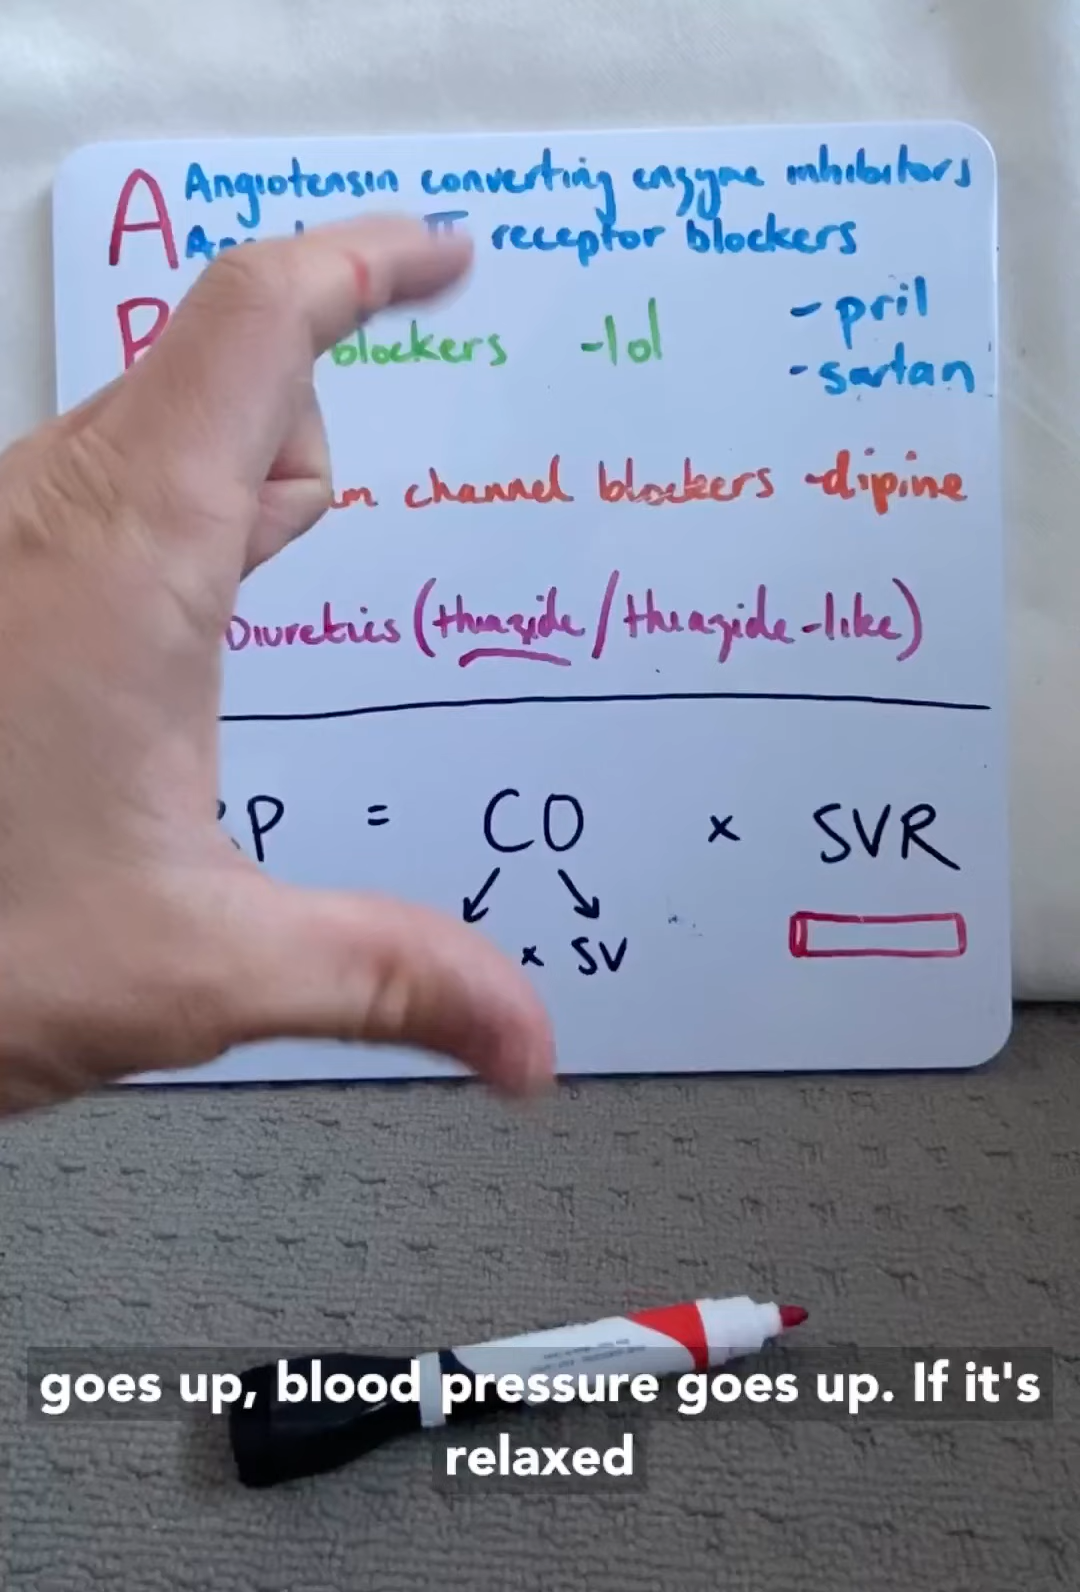 A Angiotensin converting enzyme inhibitors
II receptor blockers
- pril
blockers -lol
- sartan
channel blockers -dipine
Diuretics (thiazide / thiazide-like)
P = CO x SVR
x SV
goes up, blood pressure goes up. If it's
relaxed